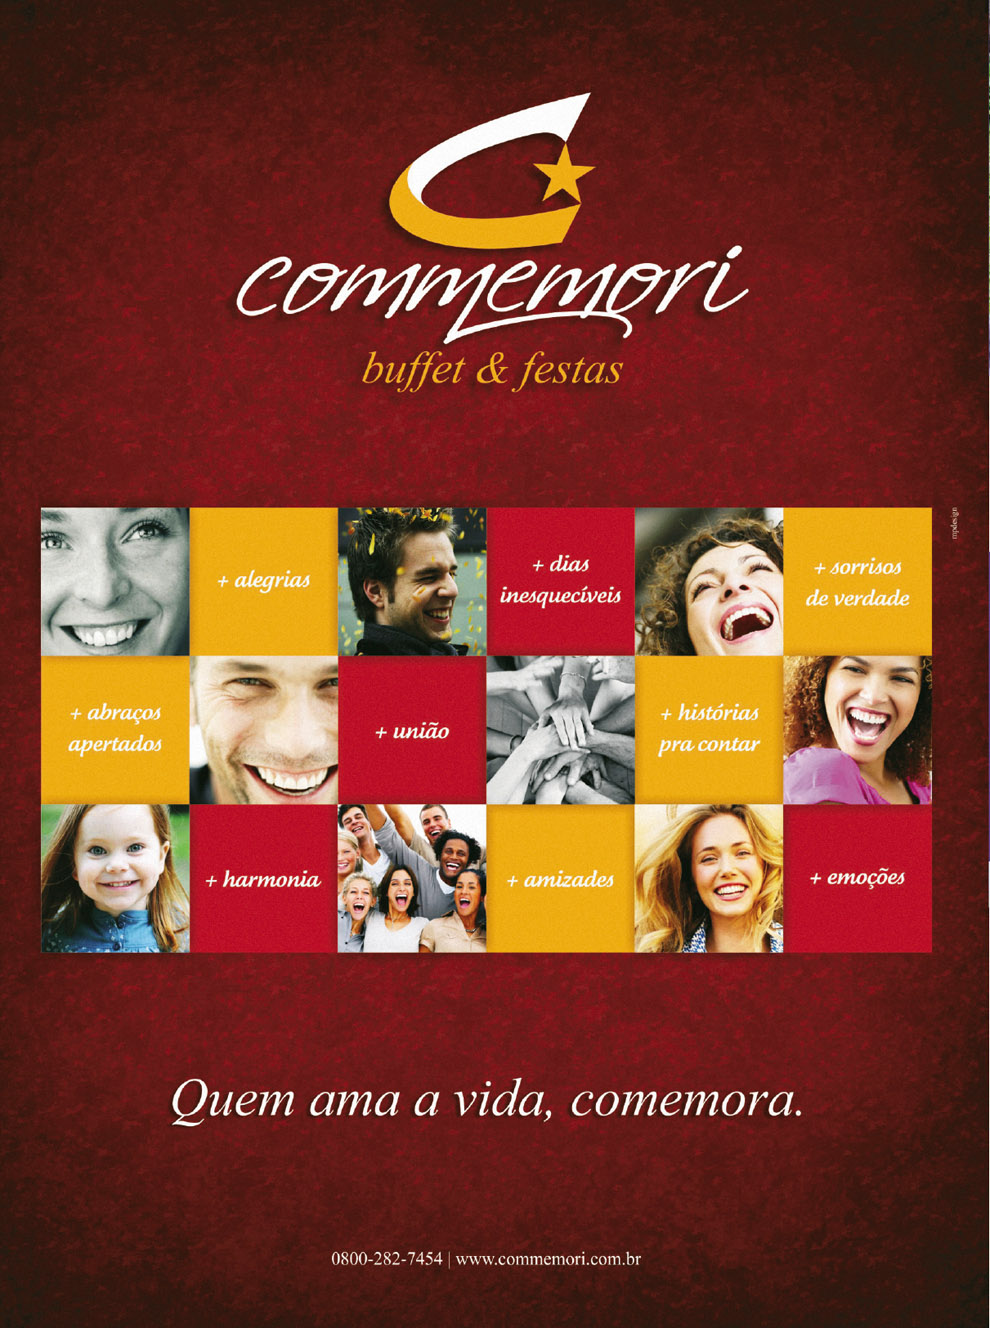 commemori
buffet & festas
mpdesign
+ alegrias
+ dias
inesquecíveis
+ sorrisos
de verdade
+ abraços
apertados
+ união
+ histórias
pra contar
+ harmonia
+ amizades
+ emoções
Quem ama a vida, comemora.
0800-282-7454 | www.commemori.com.br